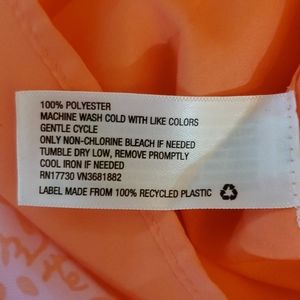 100% POLYESTER
MACHINE WASH COLD WITH LIKE COLORS
GENTLE CYCLE
ONLY NON-CHLORINE BLEACH IF NEEDED
TUMBLE DRY LOW, REMOVE PROMPTLY
COOL IRON IF NEEDED
RN17730 VN3681882
LABEL MADE FROM 100% RECYCLED PLASTIC